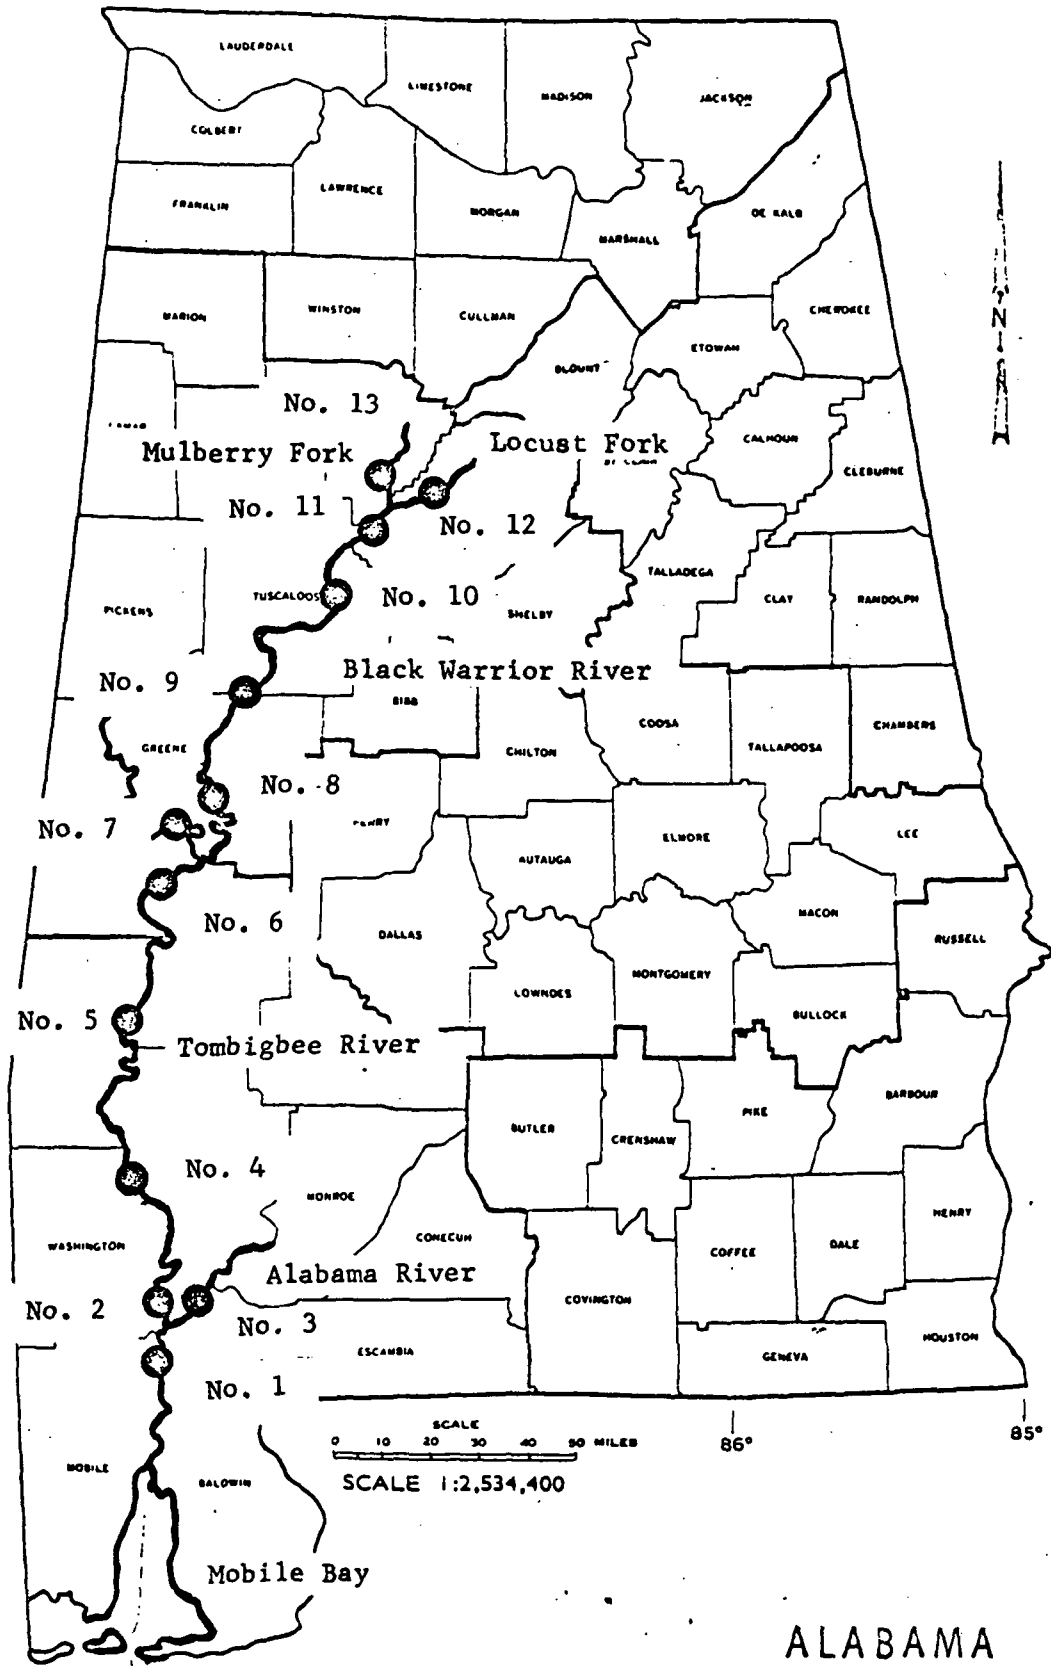 LAUDERDALE
LIMESTONE
MADISON
JACKSON
COLBERT
LAWRENCE
FRANKLIN
MORGAN
DE KALB
MARSHALL
N
MARION
WINSTON
CULLMAN
CHEROKEE
ETOWAH
BLOUNT
No. 13
CALHOUN
Mulberry Fork
Locust Fork
CLEBURNE
No. 11
No. 12
TALLADEGA
PICKENS
TUSCALOOS
No. 10
SHELBY
CLAY
RANDOLPH
No. 9
Black Warrior River
BIBB
COOSA
CHAMBERS
GREENE
CHILTON
TALLAPOOSA
No. 8
No. 7
ELMORE
LEE
AUTAUGA
No. 6
MACON
DALLAS
RUSSELL
MONTGOMERY
LOWNDES
No. 5
BULLOCK
Tombigbee River
BARBOUR
PIKE
BUTLER
CRENSHAW
No. 4
MONROE
HENRY
WASHINGTON
CONECUH
COFFEE
DALE
Alabama River
No. 2
COVINGTON
No. 3
HOUSTON
ESCAMBIA
GENEVA
No. 1
SCALE
0 10 20 30 40 50 MILES
86°
85°
MOBILE
BALDWIN
SCALE 1:2,534,400
Mobile Bay
ALABAMA